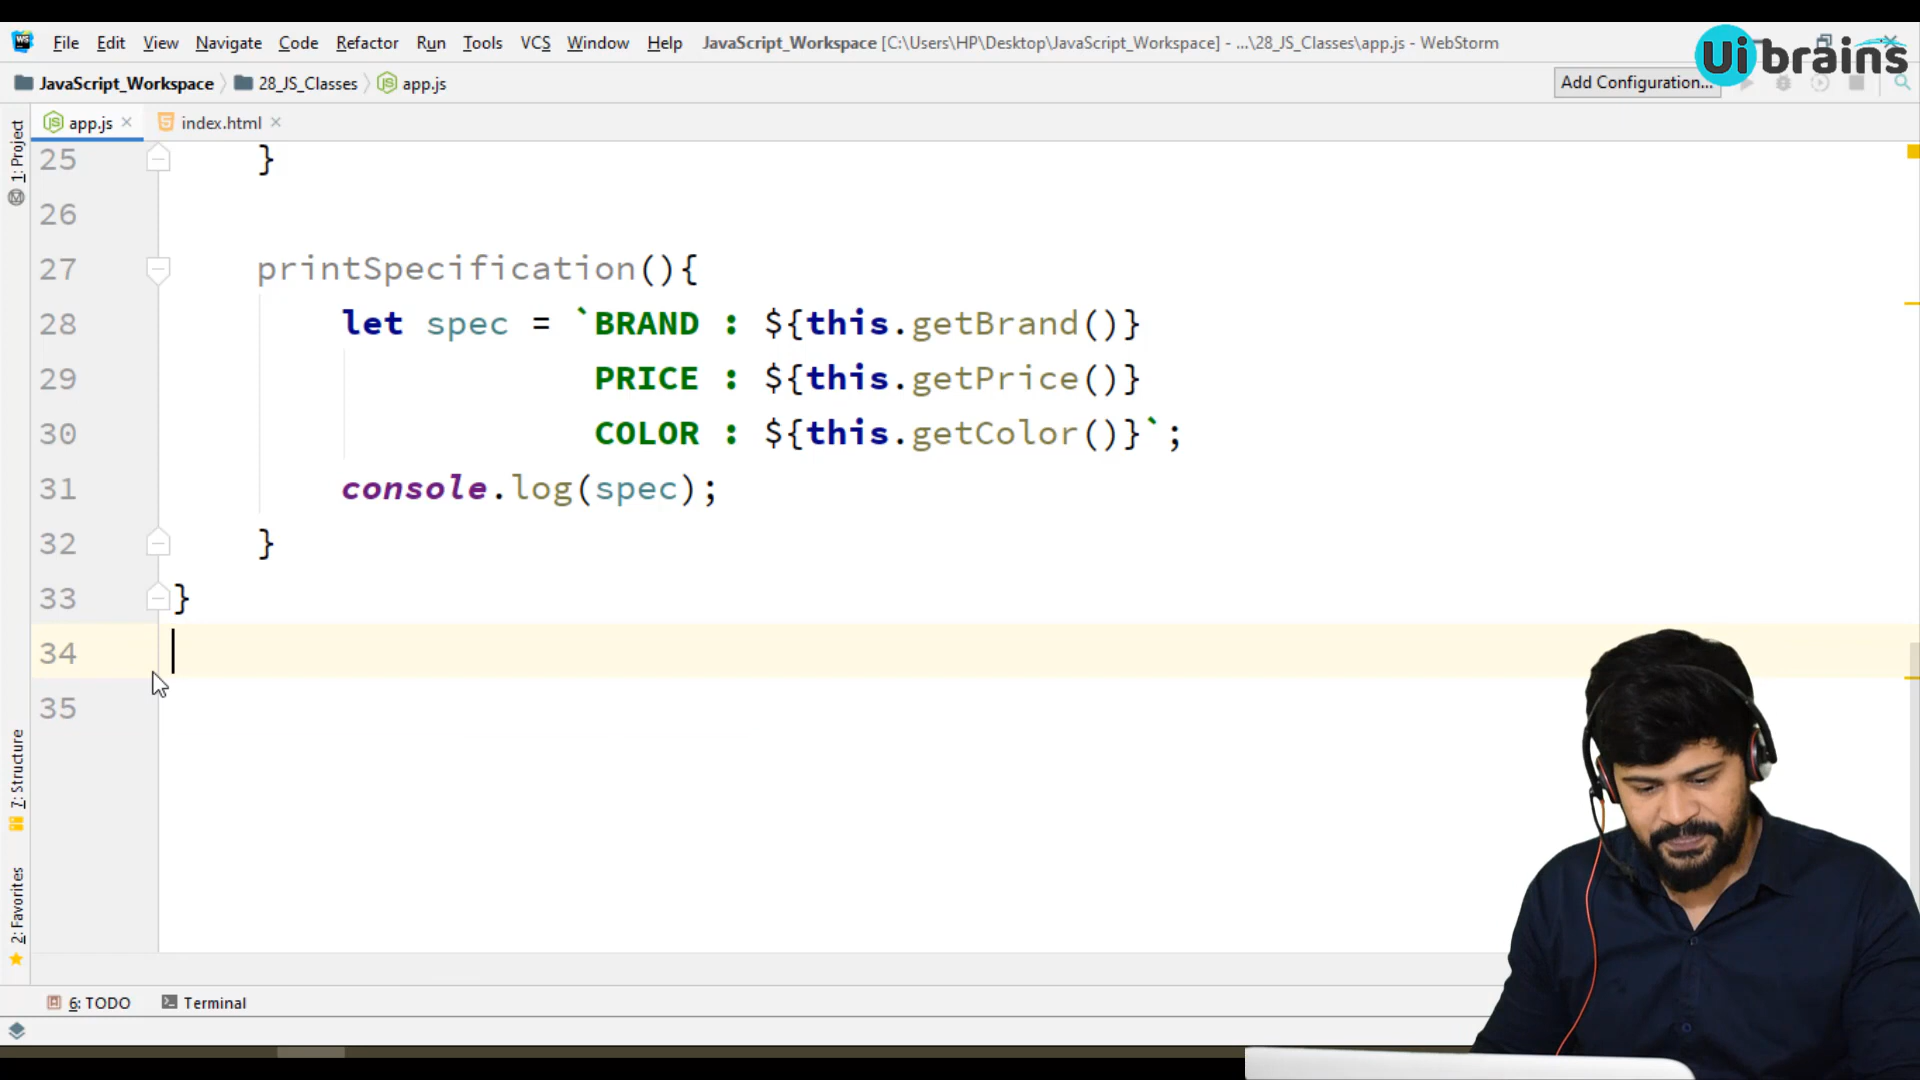 File Edit View Navigate Code Refactor Run Tools VCS Window Help JavaScript_Workspace [C:\Users\HP\Desktop\JavaScript_Workspace] - ...\28_JS_Classes\app.js - WebStorm
Ui brains
JavaScript_Workspace 28_JS_Classes app.js Add Configuration...
app.js index.html
1: Project
7: Structure
2: Favorites
25 }
26
27 printSpecification(){
28 let spec = `BRAND : ${this.getBrand()}
29 PRICE : ${this.getPrice()}
30 COLOR : ${this.getColor()}`;
31 console.log(spec);
32 }
33 }
34
35
6: TODO Terminal